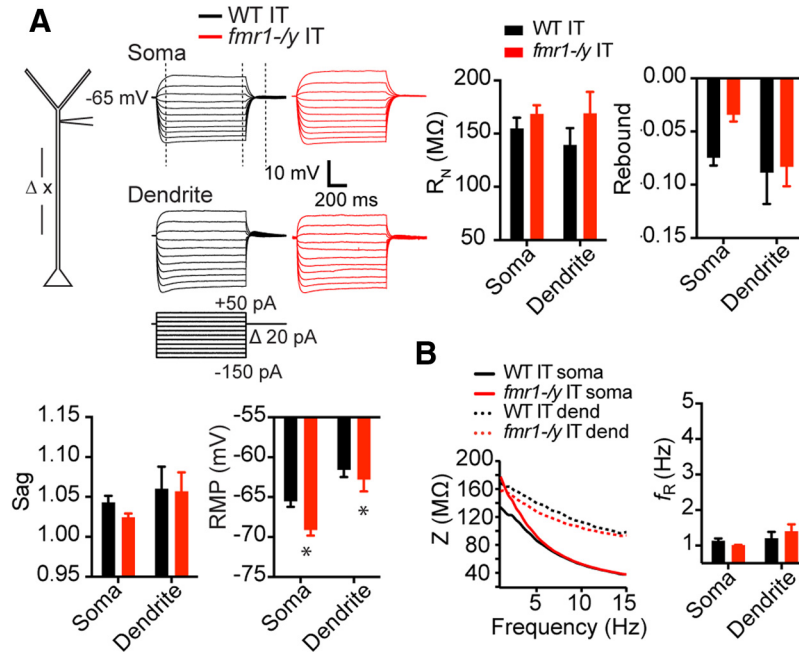 A
WT IT
fmr1-/y IT
Soma
-65 mV
10 mV
200 ms
Δ x
Dendrite
+50 pA
Δ 20 pA
-150 pA
WT IT
fmr1-/y IT
RN (MΩ)
200
150
100
50
Soma
Dendrite
Rebound
0.00
-0.05
-0.10
-0.15
Soma
Dendrite
Sag
1.15
1.10
1.05
1.00
0.95
Soma
Dendrite
RMP (mV)
-55
-60
-65
-70
-75
*
*
Soma
Dendrite
B
WT IT soma
fmr1-/y IT soma
WT IT dend
fmr1-/y IT dend
Z (MΩ)
200
160
120
80
40
5
10
15
Frequency (Hz)
fR (Hz)
5
4
3
2
1
Soma
Dendrite